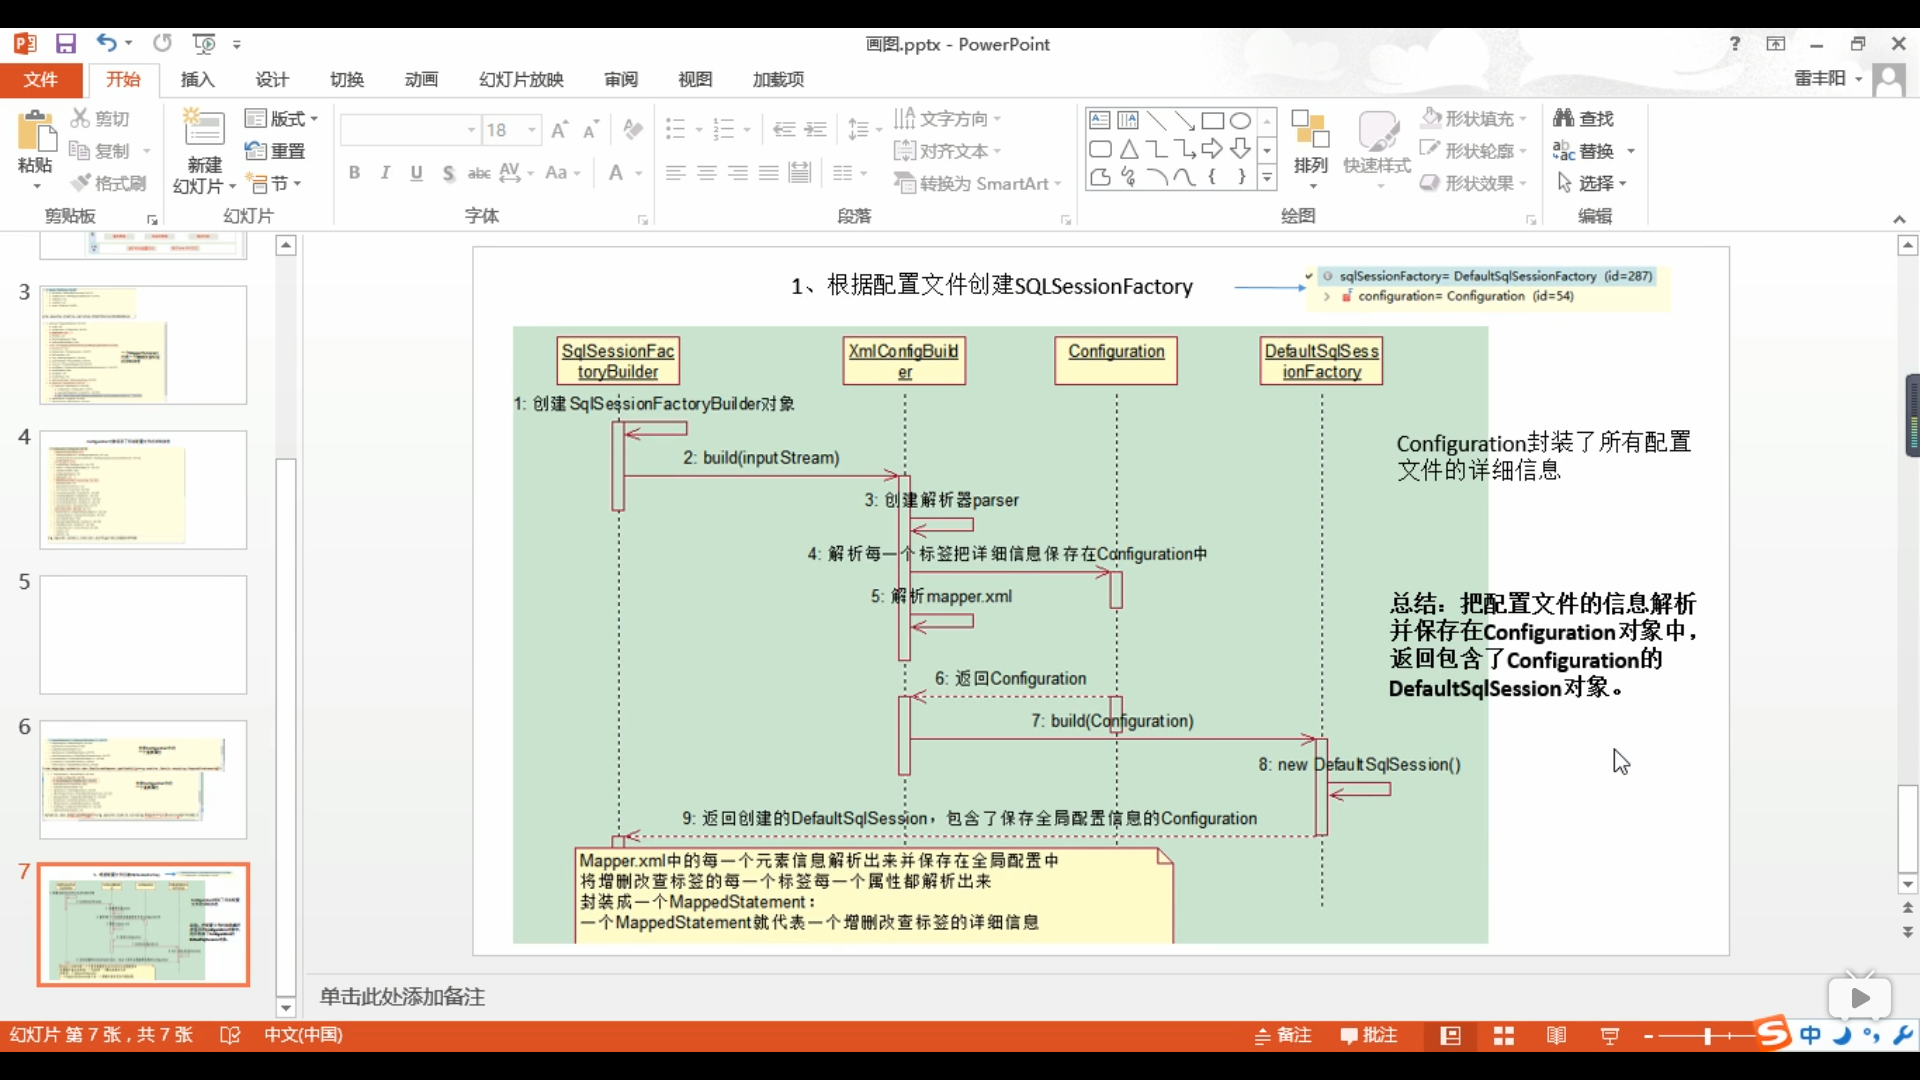 画图.pptx - PowerPoint
文件 开始 插入 设计 切换 动画 幻灯片放映 审阅 视图 加载项 雷丰阳
粘贴 剪切 复制 格式刷
新建 幻灯片 版式 重置 节
18
B I U S abc AV Aa A
文字方向
对齐文本
转换为 SmartArt
排列 快速样式 形状填充 形状轮廓 形状效果
查找
替换
选择
剪贴板 幻灯片 字体 段落 绘图 编辑
3
4
5
6
7
1、根据配置文件创建SQLSessionFactory
sqlSessionFactory= DefaultSqlSessionFactory (id=287)
configuration= Configuration (id=54)
SqlSessionFac
toryBuilder
XmlConfigBuild
er
Configuration
DefaultSqlSess
ionFactory
1: 创建SqlSessionFactoryBuilder对象
2: build(inputStream)
3: 创建解析器parser
4: 解析每一个标签把详细信息保存在Configuration中
5: 解析mapper.xml
6: 返回Configuration
7: build(Configuration)
8: new DefaultSqlSession()
9: 返回创建的DefaultSqlSession，包含了保存全局配置信息的Configuration
Mapper.xml中的每一个元素信息解析出来并保存在全局配置中
将增删改查标签的每一个标签每一个属性都解析出来
封装成一个MappedStatement：
一个MappedStatement就代表一个增删改查标签的详细信息
Configuration封装了所有配置
文件的详细信息
总结：把配置文件的信息解析
并保存在Configuration对象中，
返回包含了Configuration的
DefaultSqlSession对象。
单击此处添加备注
幻灯片 第 7 张，共 7 张 中文(中国) 备注 批注 中